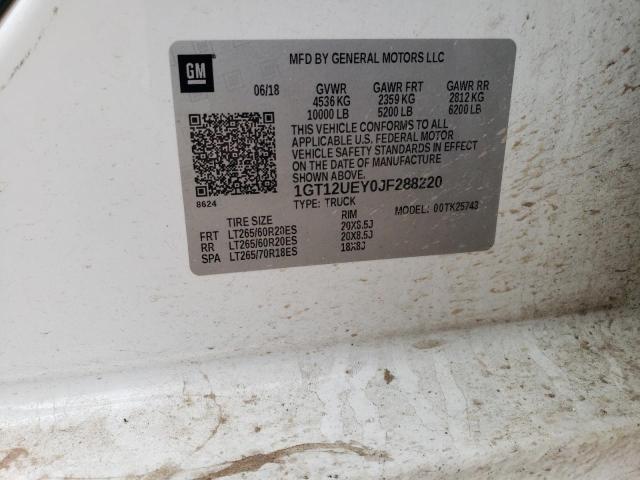 GM
MFD BY GENERAL MOTORS LLC
06/18 GVWR GAWR FRT GAWR RR
4536 KG 2359 KG 2812 KG
10000 LB 5200 LB 6200 LB
THIS VEHICLE CONFORMS TO ALL
APPLICABLE U.S. FEDERAL MOTOR
VEHICLE SAFETY STANDARDS IN EFFECT
ON THE DATE OF MANUFACTURE
SHOWN ABOVE.
1GT12UEY0JF288220
8624 TYPE: TRUCK MODEL: 00TK25743
TIRE SIZE RIM
FRT LT265/60R20ES 20X8.5J
RR LT265/60R20ES 20X8.5J
SPA LT265/70R18ES 18X8J